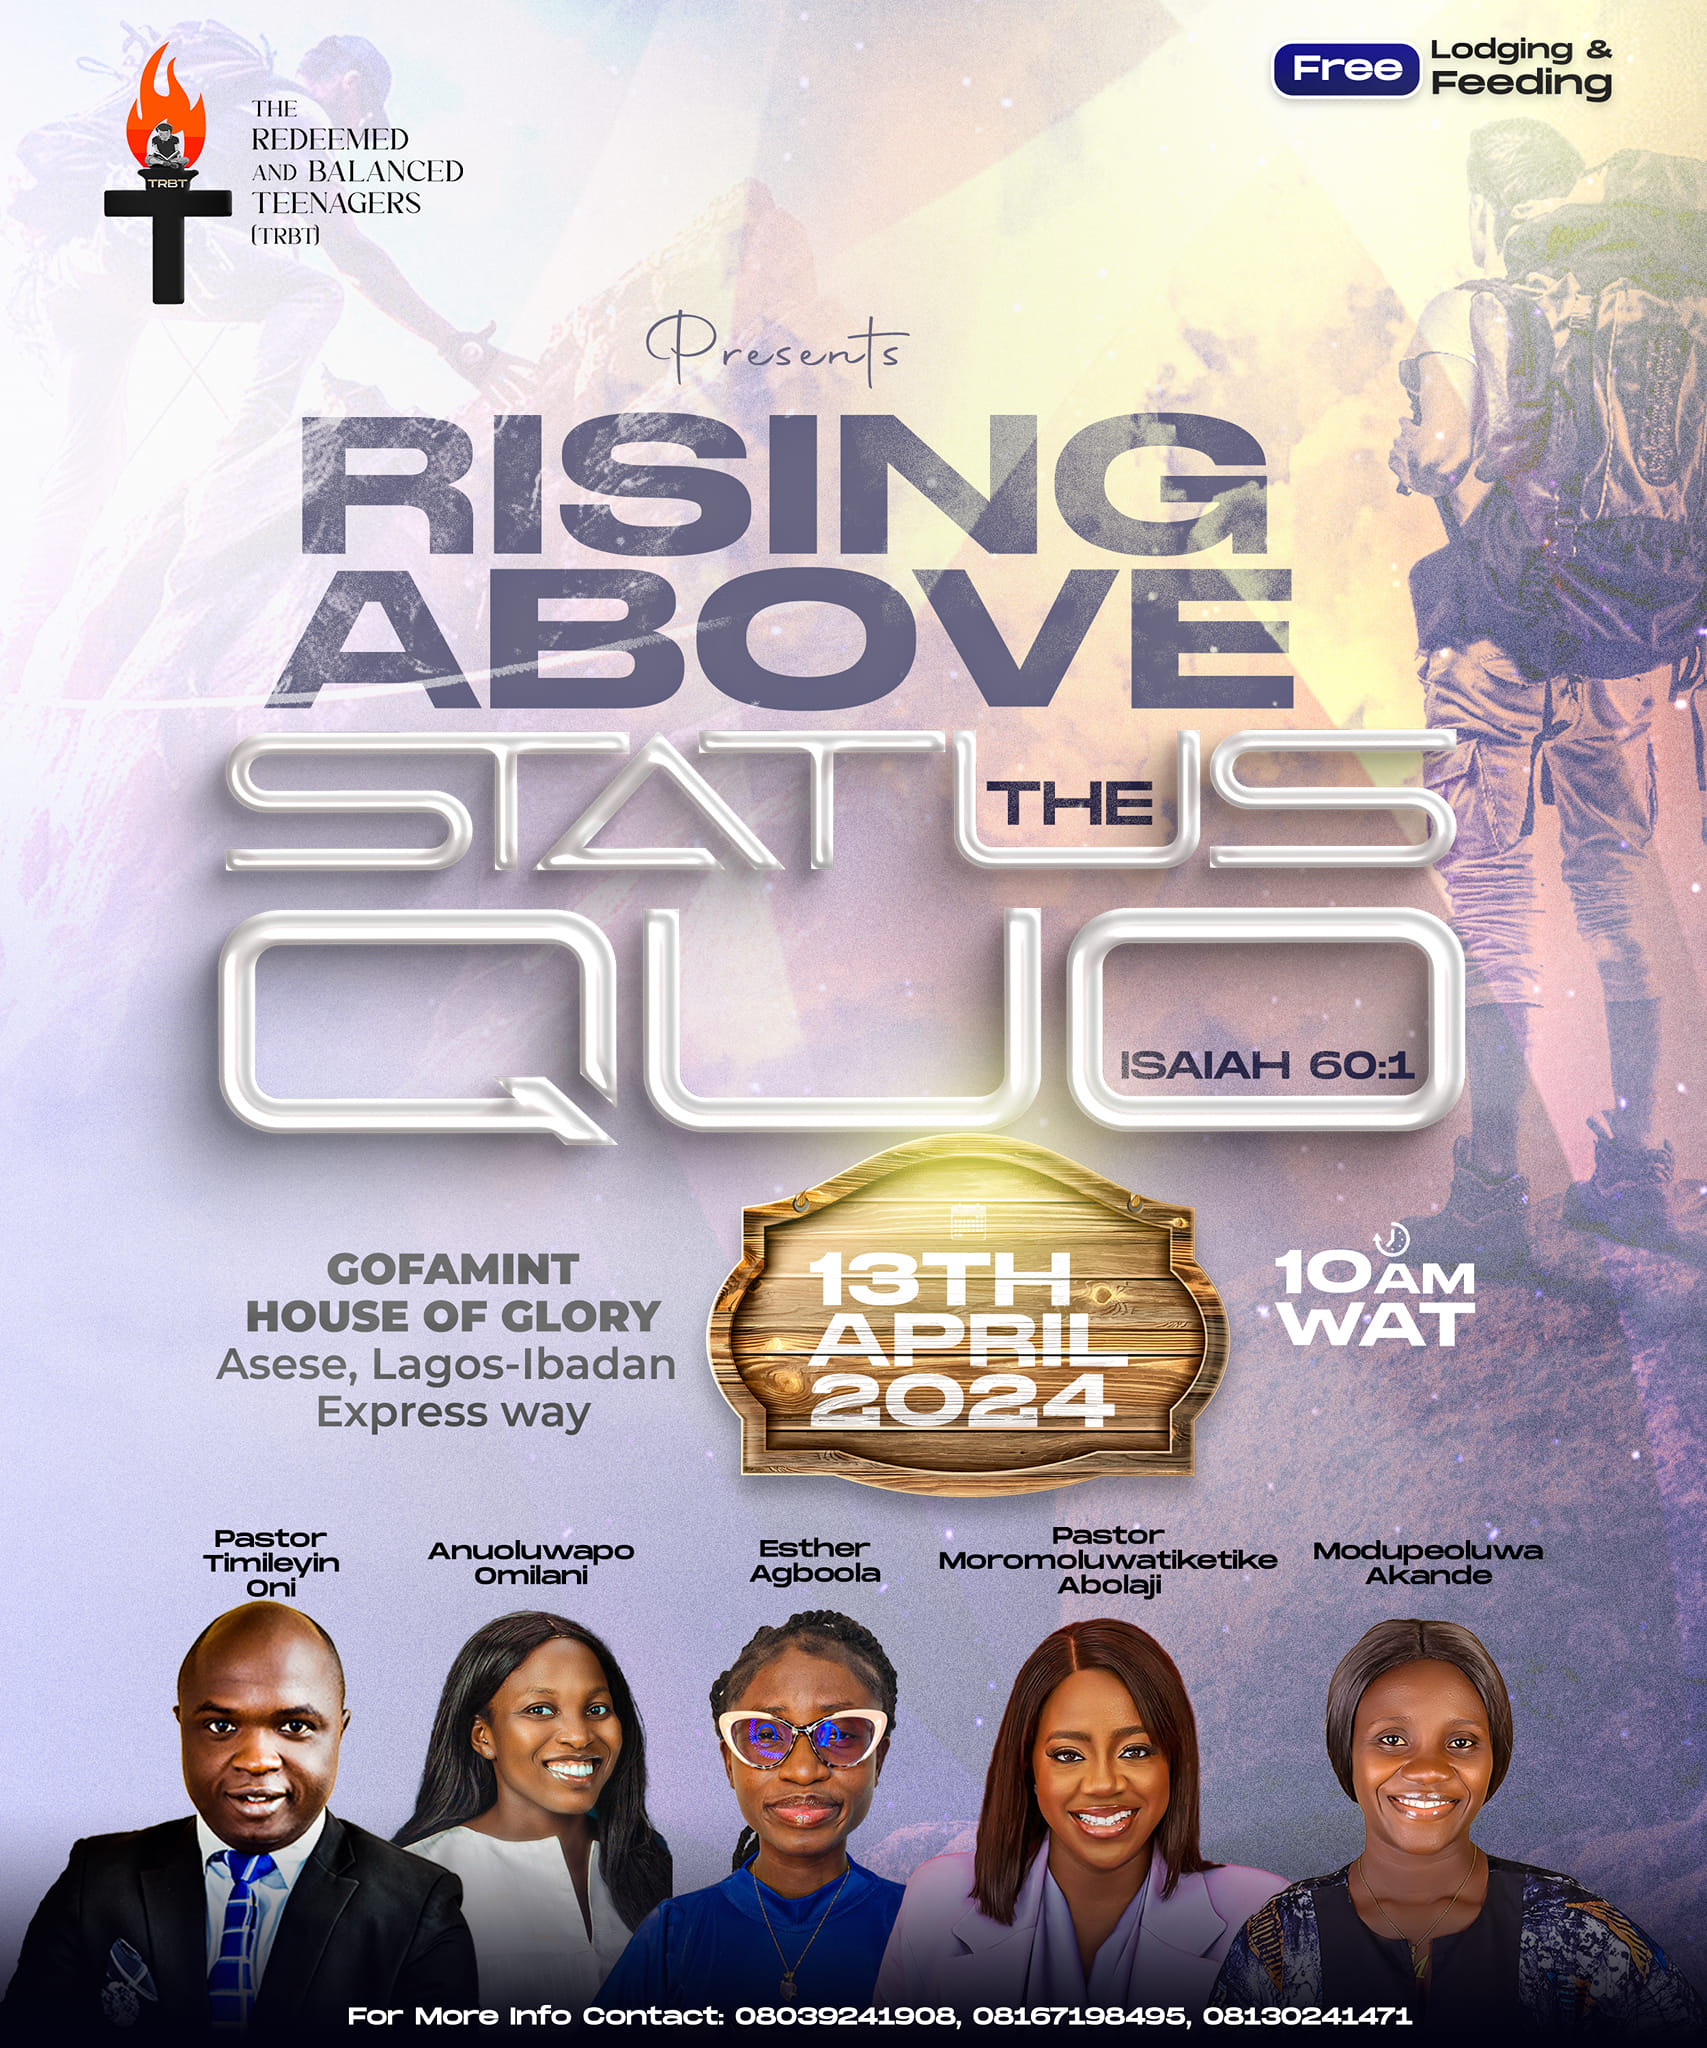 THE
REDEEMED
AND BALANCED
TEENAGERS
(TRBT)
TRBT
Free Lodging &
Feeding
Presents
RISING
ABOVE
THE
STATUS
QUO
ISAIAH 60:1
GOFAMINT
HOUSE OF GLORY
Asese, Lagos-Ibadan
Express way
13TH
APRIL
2024
10AM
WAT
Pastor
Timileyin
Oni
Anuoluwapo
Omilani
Esther
Agboola
Pastor
Moromoluwatiketike
Abolaji
Modupeoluwa
Akande
For More Info Contact: 08039241908, 08167198495, 08130241471